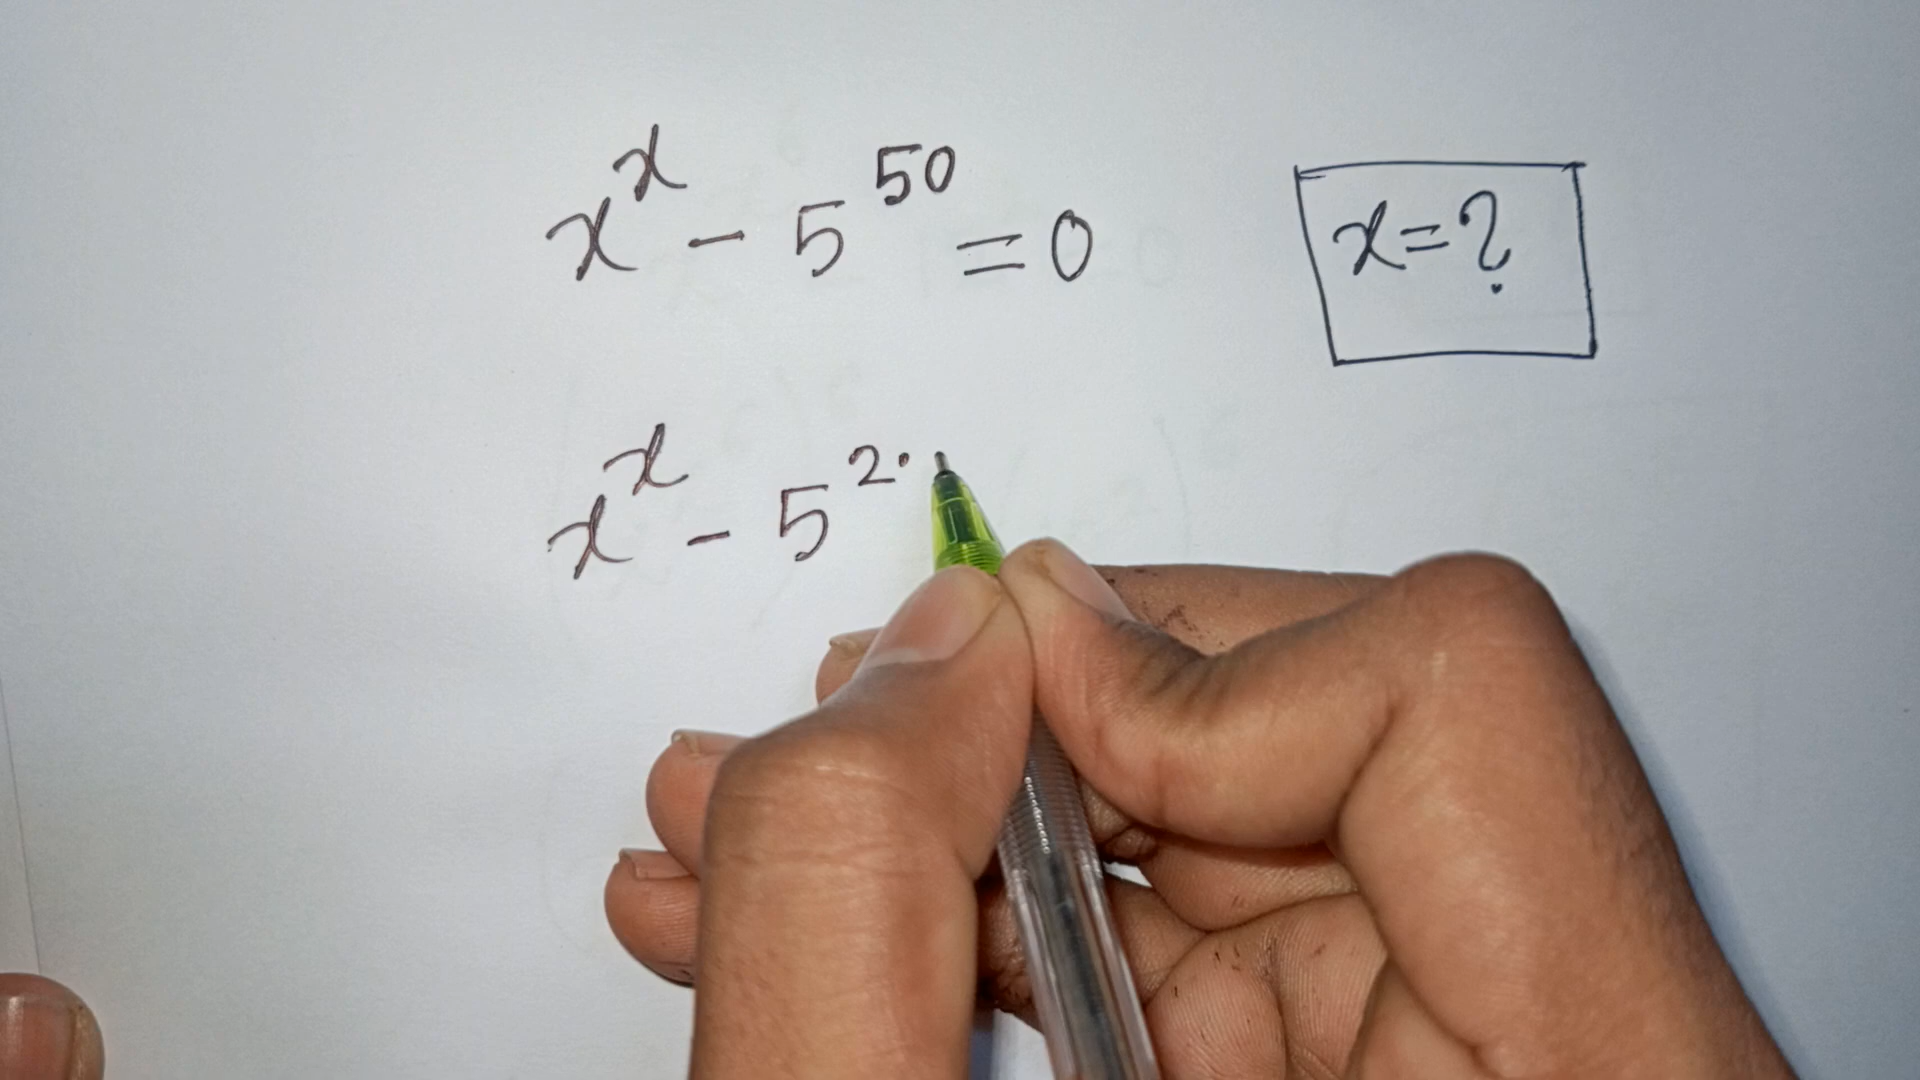 x^x - 5^50 = 0
x = ?
x^x - 5^2·